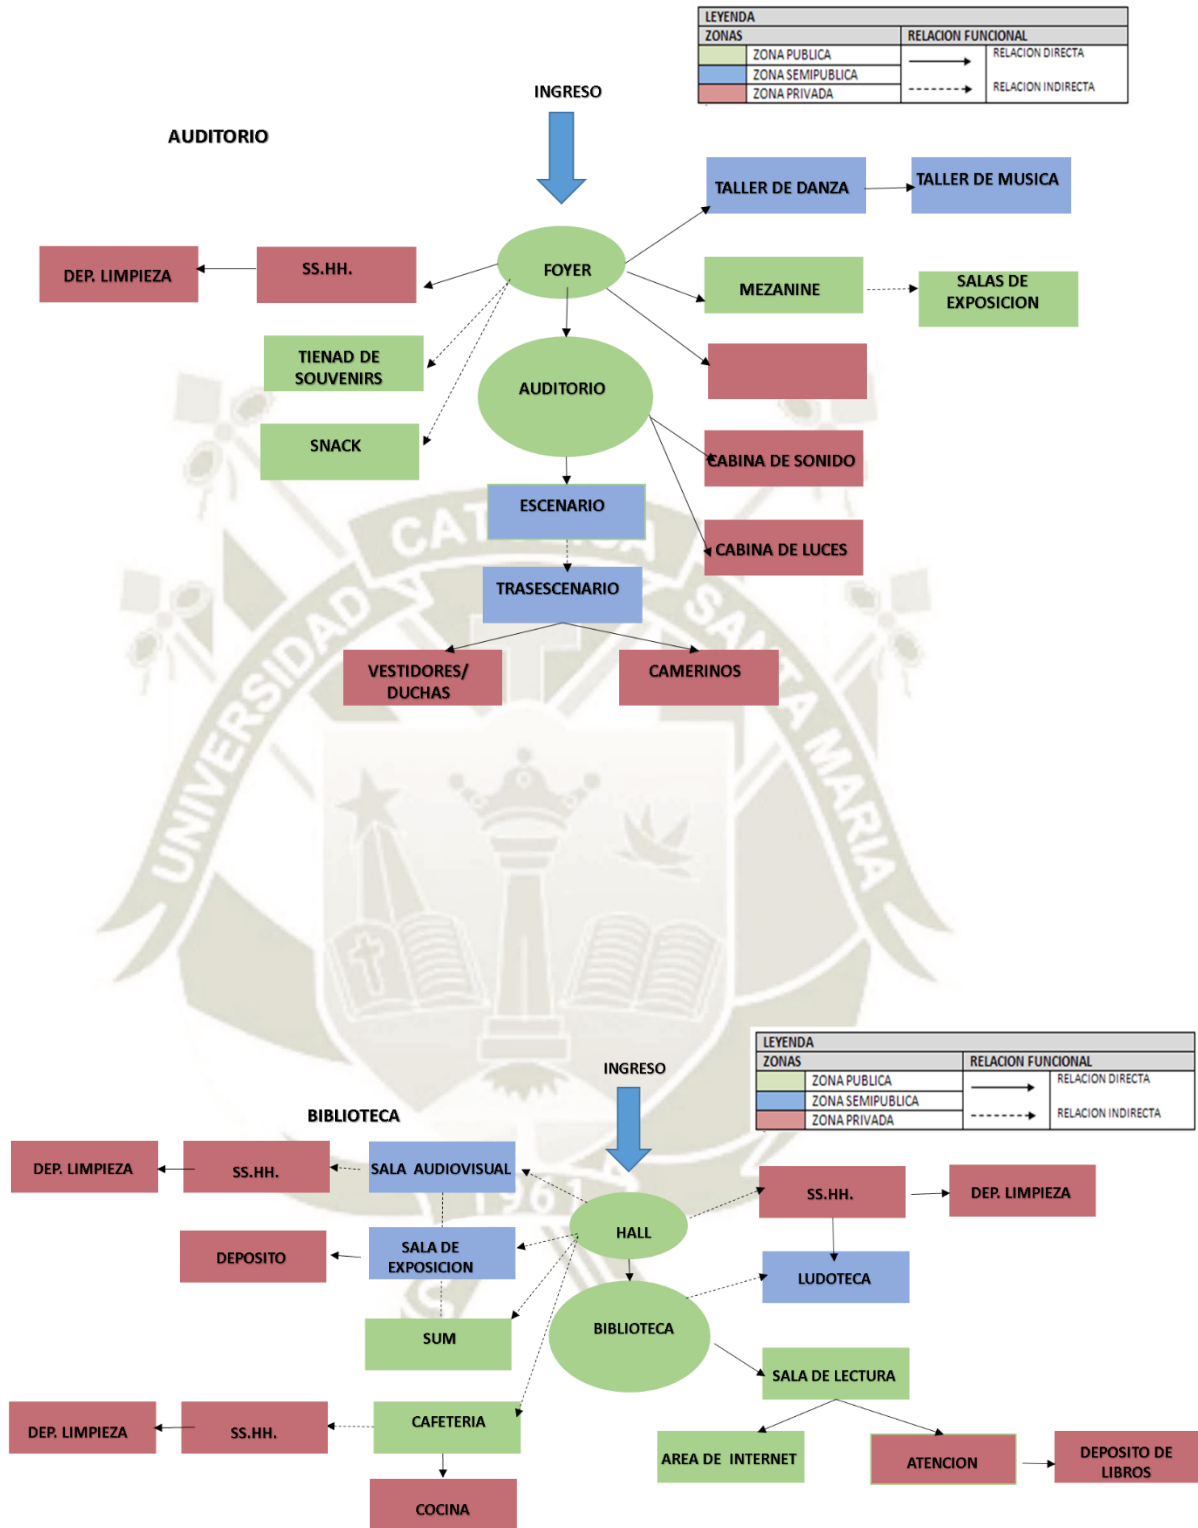 LEYENDA
ZONAS RELACION FUNCIONAL
ZONA PUBLICA RELACION DIRECTA
ZONA SEMIPUBLICA
ZONA PRIVADA RELACION INDIRECTA
INGRESO
AUDITORIO
TALLER DE DANZA
TALLER DE MUSICA
DEP. LIMPIEZA
SS.HH.
FOYER
MEZANINE
SALAS DE
EXPOSICION
TIENAD DE
SOUVENIRS
AUDITORIO
SNACK
CABINA DE SONIDO
ESCENARIO
CABINA DE LUCES
TRASESCENARIO
VESTIDORES/
DUCHAS
CAMERINOS
UNIVERSIDAD CATOLICA SANTA MARIA
1961
LEYENDA
ZONAS RELACION FUNCIONAL
ZONA PUBLICA RELACION DIRECTA
ZONA SEMIPUBLICA
ZONA PRIVADA RELACION INDIRECTA
INGRESO
BIBLIOTECA
DEP. LIMPIEZA
SS.HH.
SALA AUDIOVISUAL
HALL
SS.HH.
DEP. LIMPIEZA
DEPOSITO
SALA DE
EXPOSICION
LUDOTECA
SUM
BIBLIOTECA
SALA DE LECTURA
DEP. LIMPIEZA
SS.HH.
CAFETERIA
AREA DE INTERNET
ATENCION
DEPOSITO DE
LIBROS
COCINA